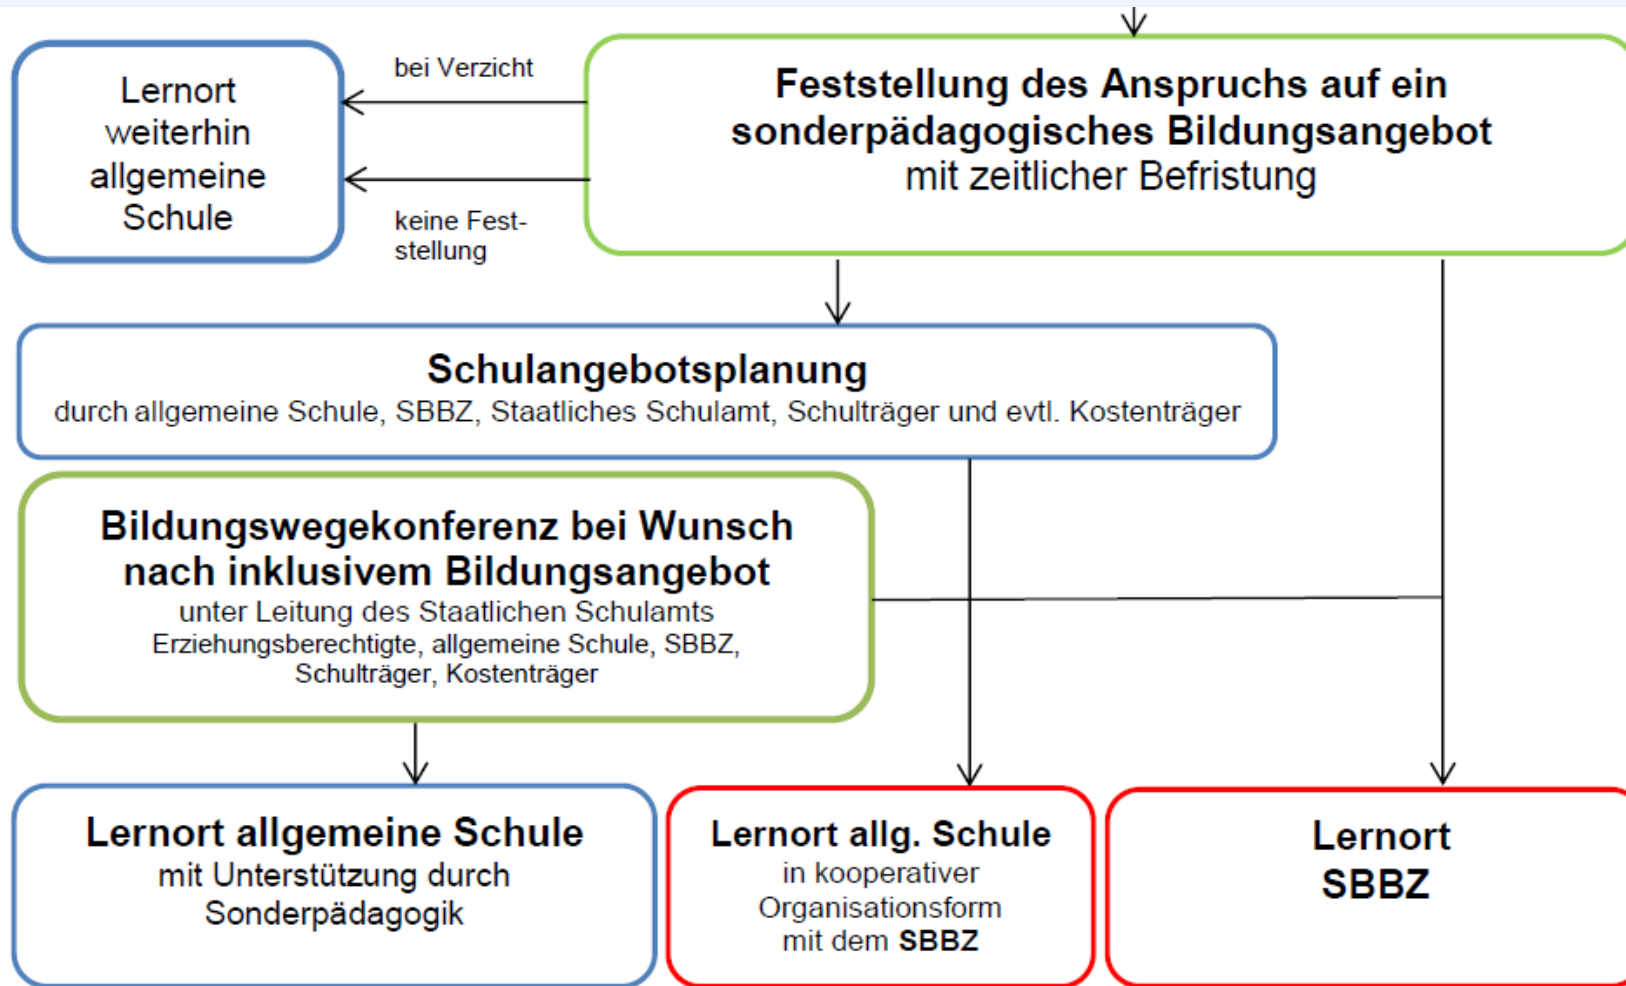 Lernort
weiterhin
allgemeine
Schule
bei Verzicht
keine Fest-
stellung
Feststellung des Anspruchs auf ein
sonderpädagogisches Bildungsangebot
mit zeitlicher Befristung
Schulangebotsplanung
durch allgemeine Schule, SBBZ, Staatliches Schulamt, Schulträger und evtl. Kostenträger
Bildungswegekonferenz bei Wunsch
nach inklusivem Bildungsangebot
unter Leitung des Staatlichen Schulamts
Erziehungsberechtigte, allgemeine Schule, SBBZ,
Schulträger, Kostenträger
Lernort allgemeine Schule
mit Unterstützung durch
Sonderpädagogik
Lernort allg. Schule
in kooperativer
Organisationsform
mit dem SBBZ
Lernort
SBBZ